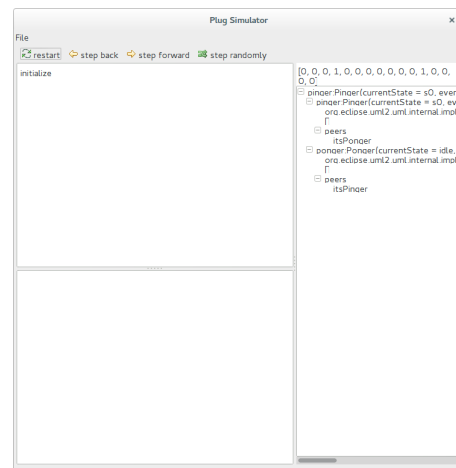 Plug Simulator
File
restart step back step forward step randomly
initialize
[0, 0, 0, 1, 0, 0, 0, 0, 0, 0, 0, 1, 0, 0,
0, 0]
pinger:Pinger(currentState = s0, ever
pinger:Pinger(currentState = s0, ev
org.eclipse.uml2.uml.internal.impl
[]
peers
itsPonger
ponger:Ponger(currentState = idle,
org.eclipse.uml2.uml.internal.impl
[]
peers
itsPinger